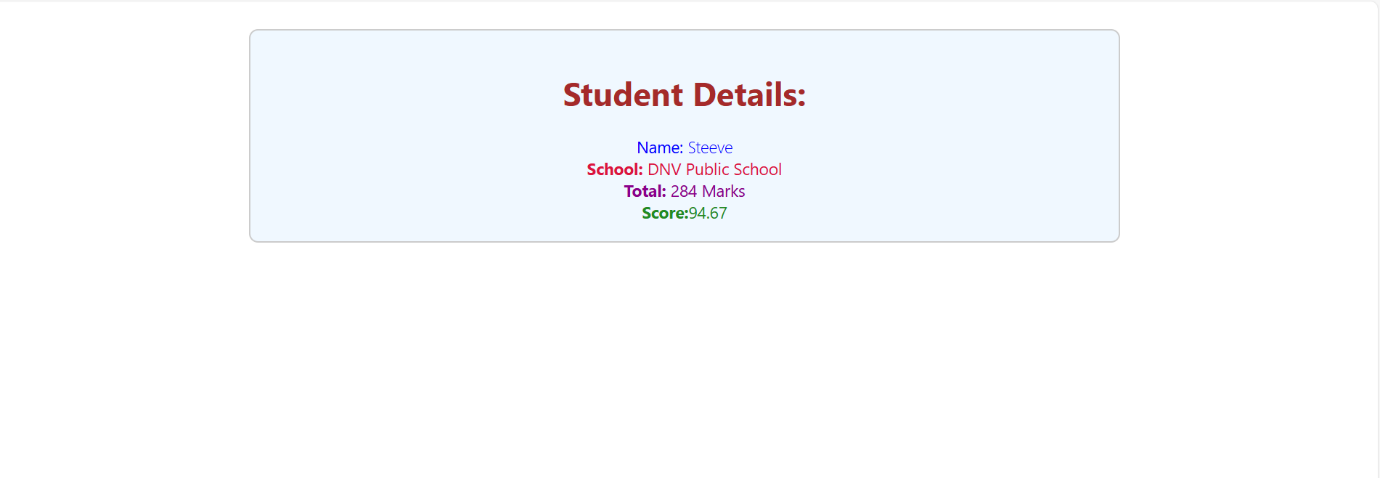 Student Details:
Name: Steeve
School: DNV Public School
Total: 284 Marks
Score:94.67